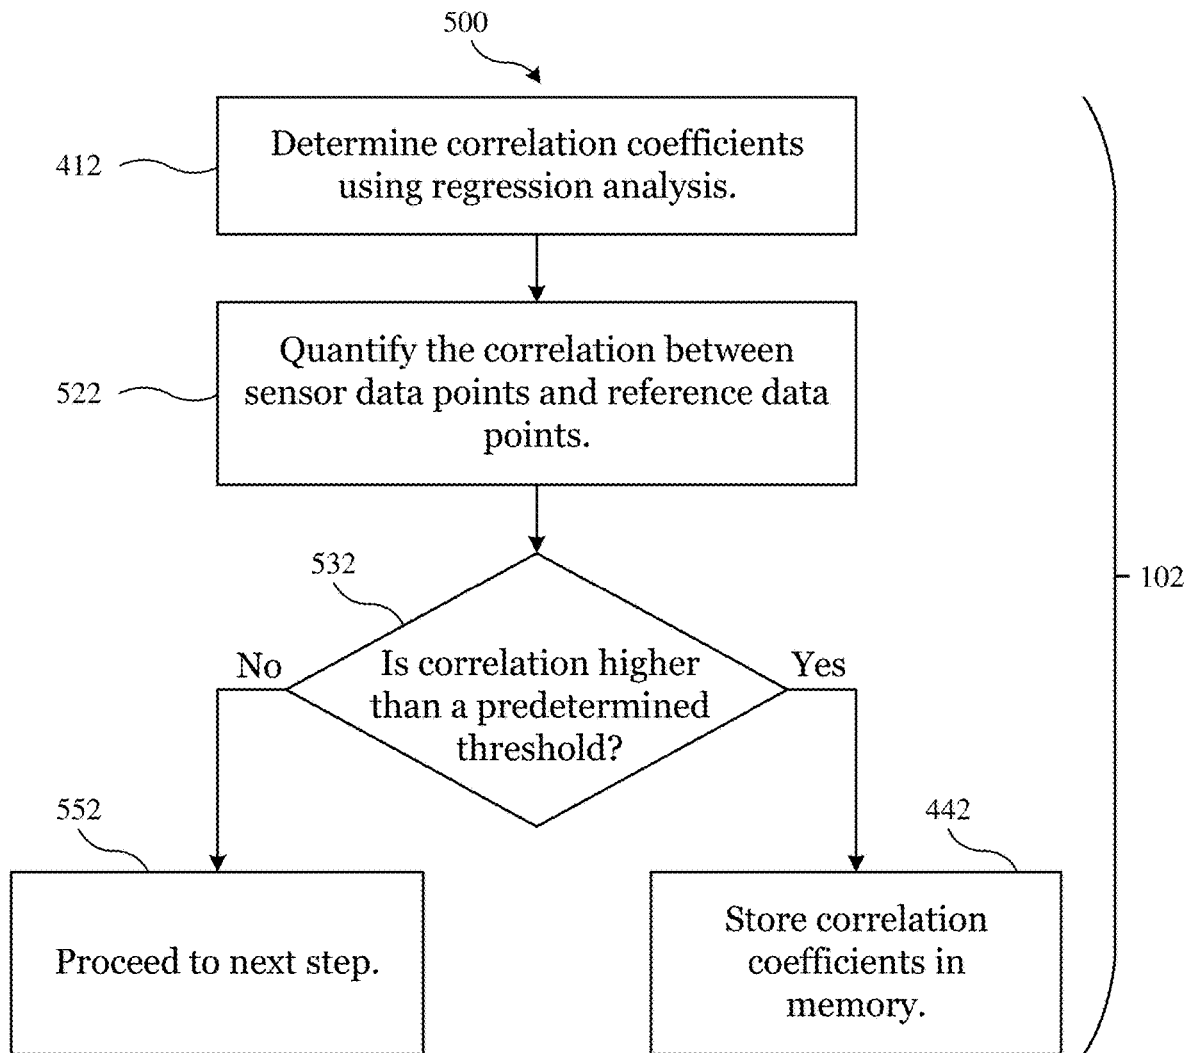 500
412
Determine correlation coefficients
using regression analysis.
522
Quantify the correlation between
sensor data points and reference data
points.
532
102
No
Is correlation higher
than a predetermined
threshold?
Yes
552
442
Proceed to next step.
Store correlation
coefficients in
memory.